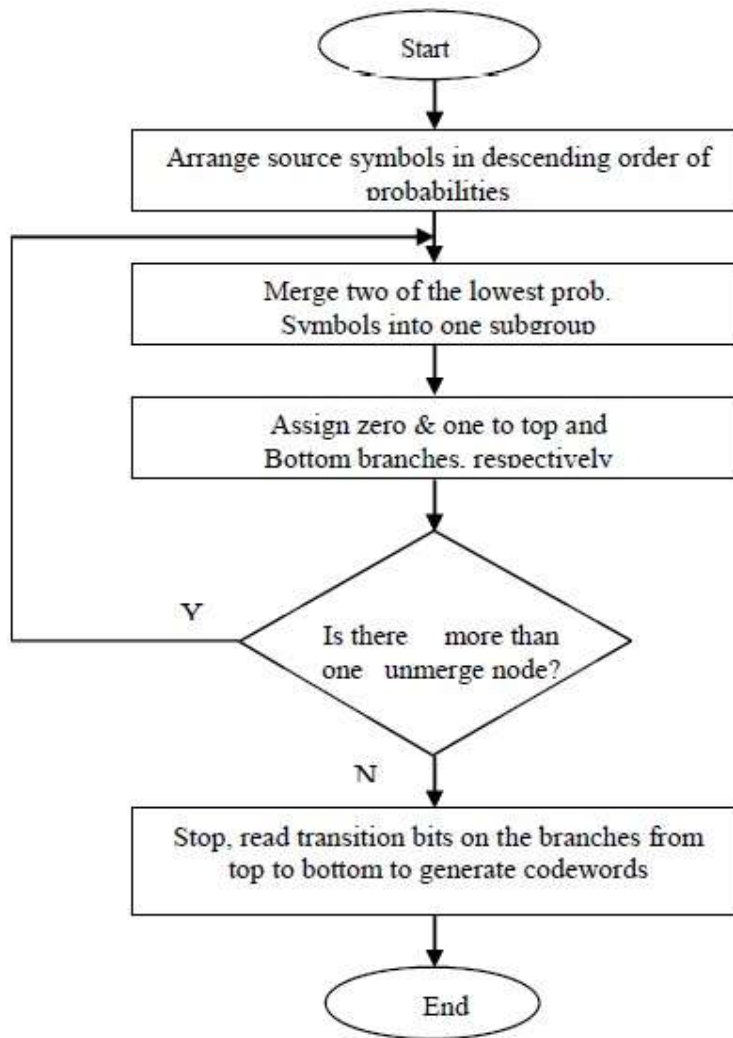 Start
Arrange source symbols in descending order of
probabilities
Merge two of the lowest prob.
Symbols into one subgroup
Assign zero & one to top and
Bottom branches, respectively
Y
Is there more than
one unmerge node?
N
Stop, read transition bits on the branches from
top to bottom to generate codewords
End